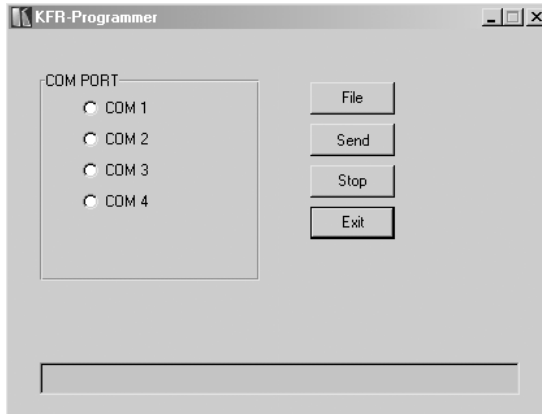 KFR-Programmer
COM PORT
COM 1
COM 2
COM 3
COM 4
File
Send
Stop
Exit